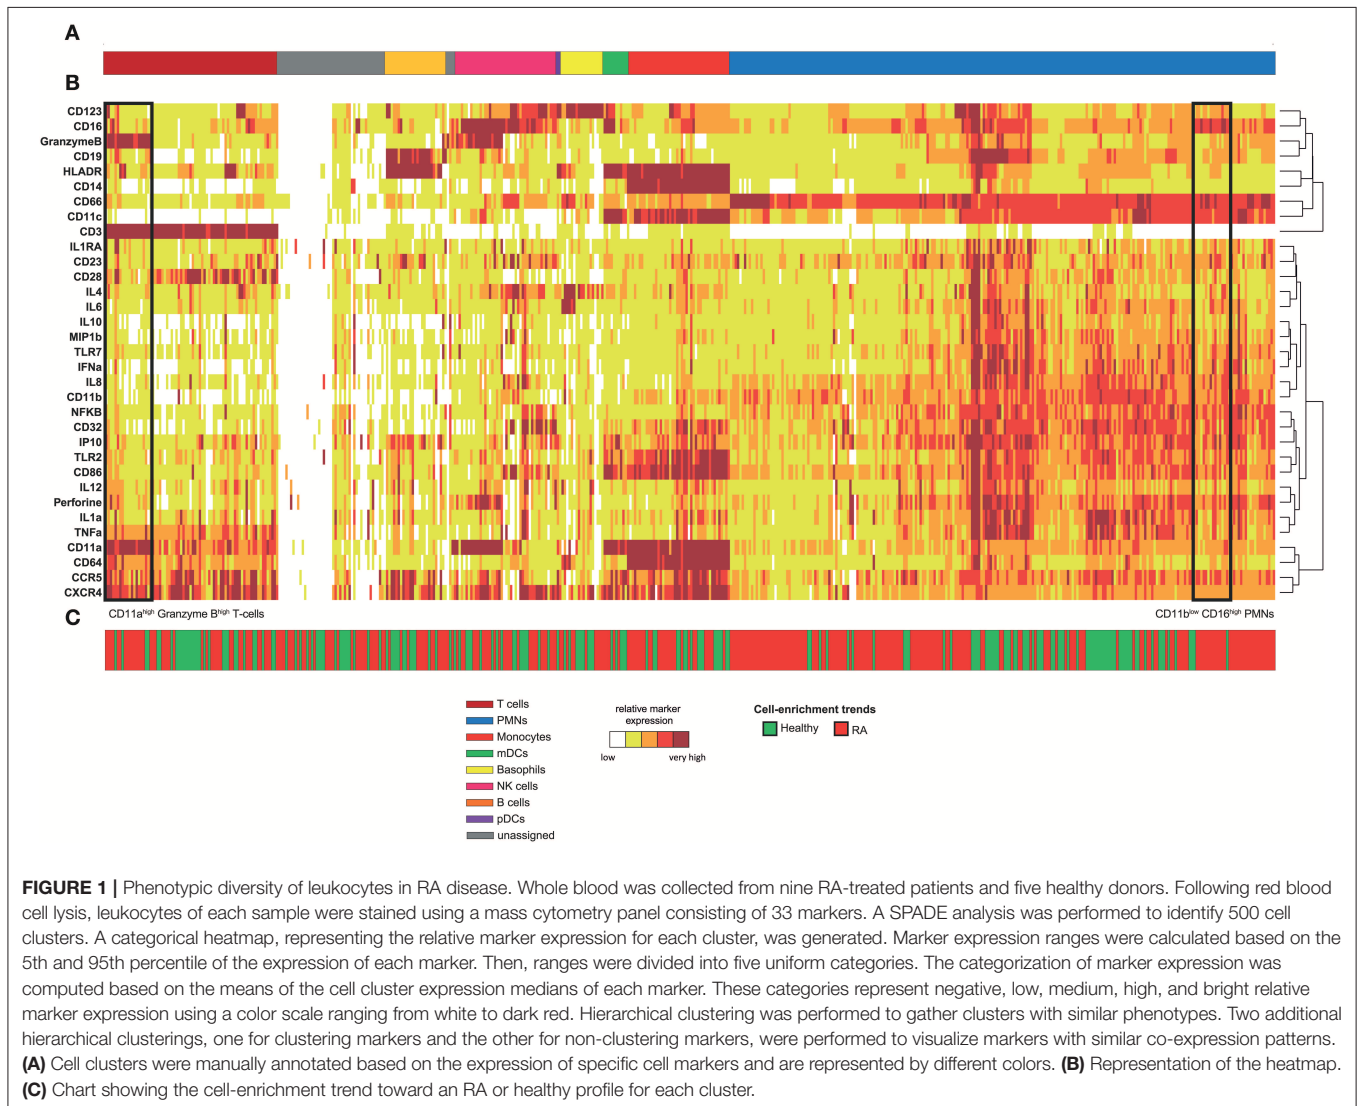 A
B
CD123
CD16
GranzymeB
CD19
HLADR
CD14
CD66
CD11c
CD3
IL1RA
CD23
CD28
IL4
IL6
IL10
MIP1b
TLR7
IFNa
IL8
CD11b
NFKB
CD32
IP10
TLR2
CD86
IL12
Perforine
IL1a
TNFa
CD11a
CD64
CCR5
CXCR4
CD11a^high Granzyme B^high T-cells
CD11b^low CD16^high PMNs
C
T cells
PMNs
Monocytes
mDCs
Basophils
NK cells
B cells
pDCs
unassigned
relative marker
expression
low very high
Cell-enrichment trends
Healthy RA
FIGURE 1 | Phenotypic diversity of leukocytes in RA disease. Whole blood was collected from nine RA-treated patients and five healthy donors. Following red blood
cell lysis, leukocytes of each sample were stained using a mass cytometry panel consisting of 33 markers. A SPADE analysis was performed to identify 500 cell
clusters. A categorical heatmap, representing the relative marker expression for each cluster, was generated. Marker expression ranges were calculated based on the
5th and 95th percentile of the expression of each marker. Then, ranges were divided into five uniform categories. The categorization of marker expression was
computed based on the means of the cell cluster expression medians of each marker. These categories represent negative, low, medium, high, and bright relative
marker expression using a color scale ranging from white to dark red. Hierarchical clustering was performed to gather clusters with similar phenotypes. Two additional
hierarchical clusterings, one for clustering markers and the other for non-clustering markers, were performed to visualize markers with similar co-expression patterns.
(A) Cell clusters were manually annotated based on the expression of specific cell markers and are represented by different colors. (B) Representation of the heatmap.
(C) Chart showing the cell-enrichment trend toward an RA or healthy profile for each cluster.